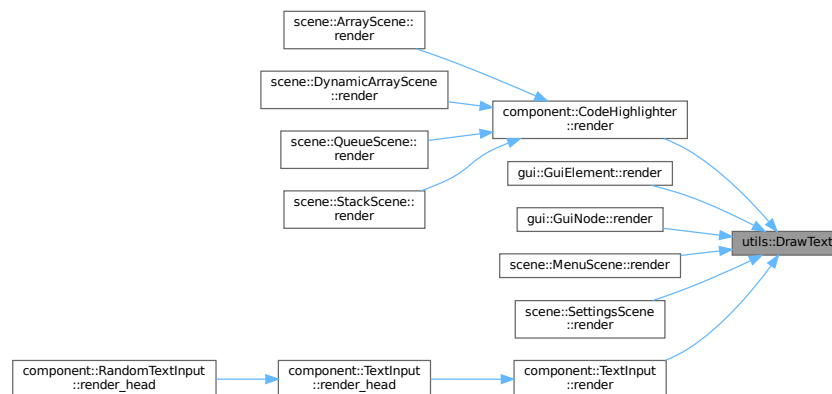 scene::ArrayScene::
render
scene::DynamicArrayScene
::render
component::CodeHighlighter
::render
scene::QueueScene::
render
gui::GuiElement::render
scene::StackScene::
render
gui::GuiNode::render
utils::DrawText
scene::MenuScene::render
scene::SettingsScene
::render
component::RandomTextInput
::render_head
component::TextInput
::render_head
component::TextInput
::render